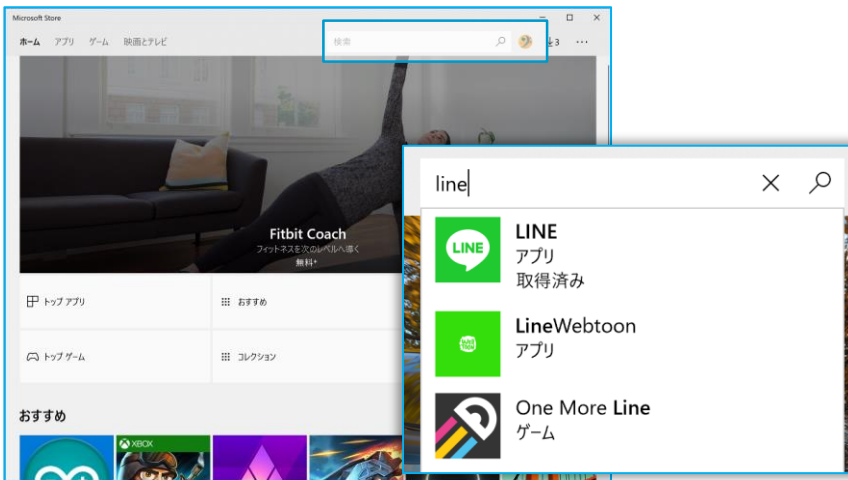 Microsoft Store
ホーム アプリ ゲーム 映画とテレビ
検索
3
Fitbit Coach
フィットネスを次のレベルへ導く
無料+
トップ アプリ
おすすめ
トップ ゲーム
コレクション
おすすめ
XBOX
line
LINE
LINE
アプリ
取得済み
LineWebtoon
アプリ
One More Line
ゲーム